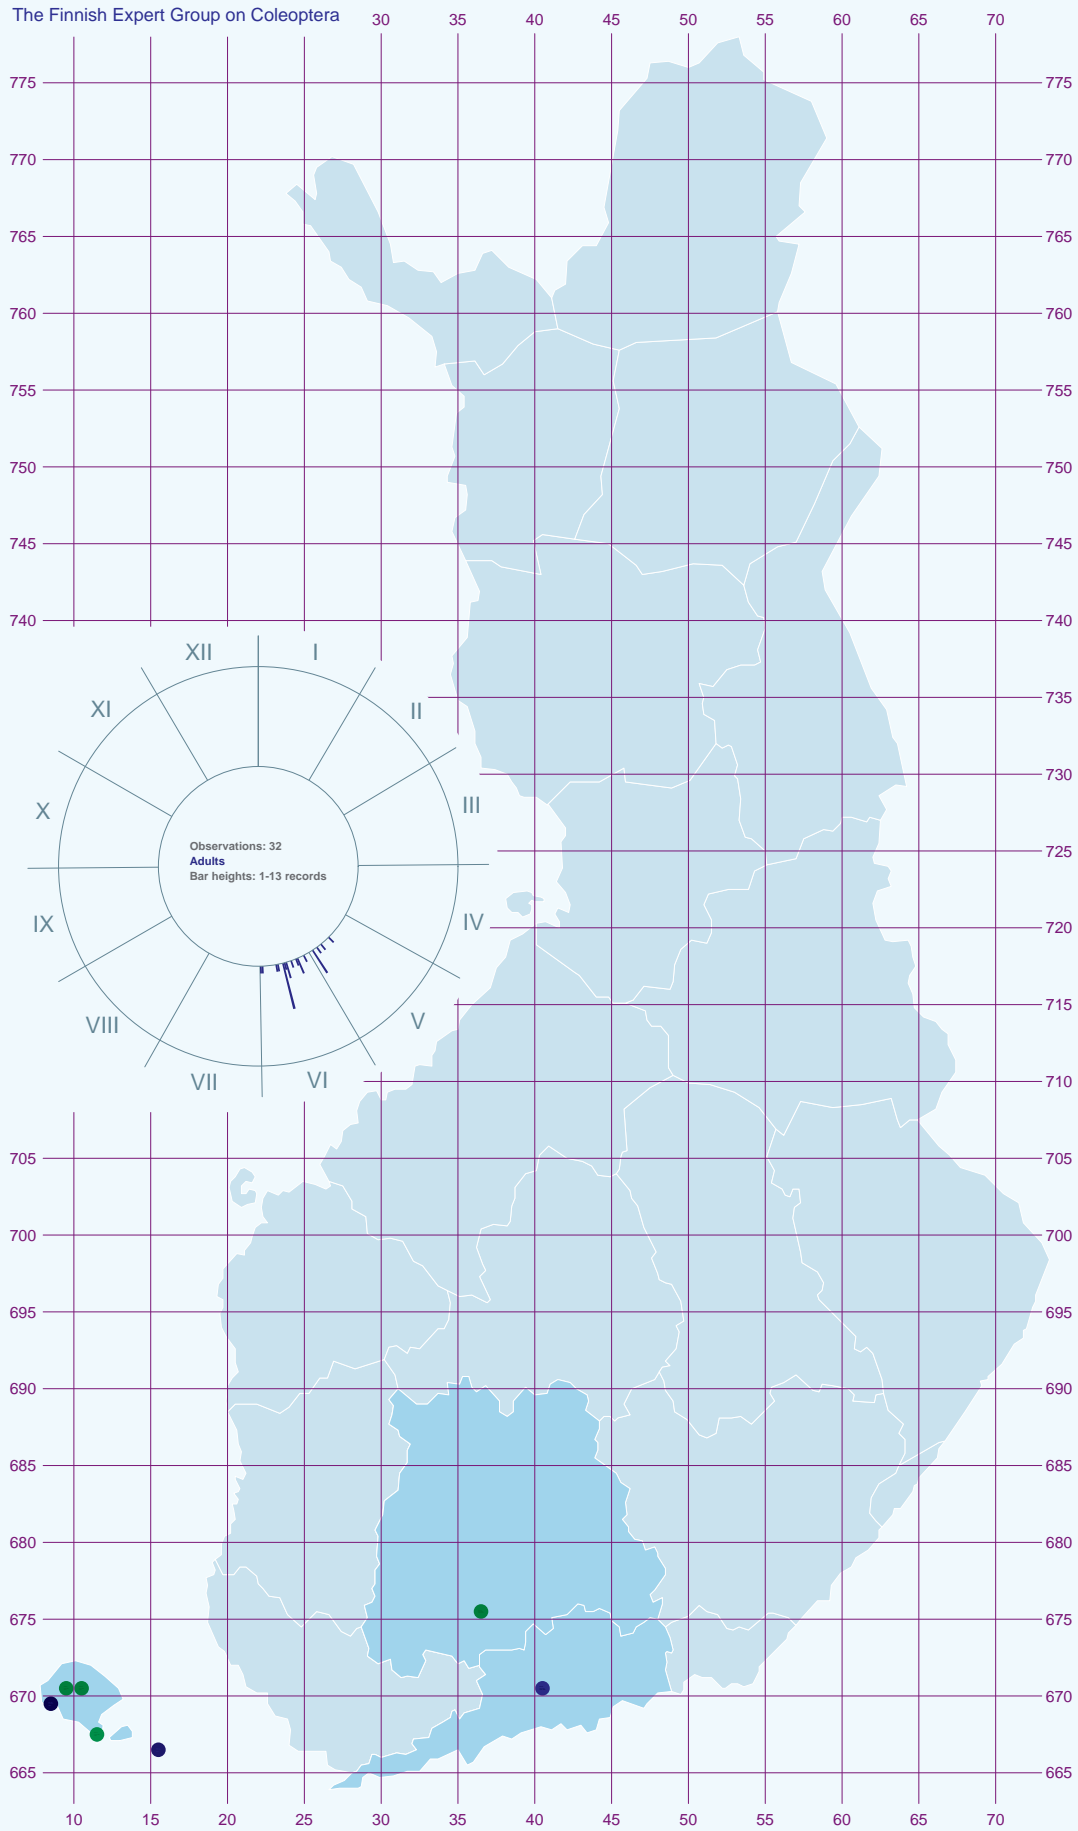 The Finnish Expert Group on Coleoptera
30 35 40 45 50 55 60 65 70
775 775
770 770
765 765
760 760
755 755
750 750
745 745
740 740
XII I
XI II
735
730
X III
Observations: 32
Adults
Bar heights: 1-13 records
725
IX IV
720
715
VIII V
VII VI
710
705 705
700 700
695 695
690 690
685 685
680 680
675 675
670 670
665 665
10 15 20 25 30 35 40 45 50 55 60 65 70